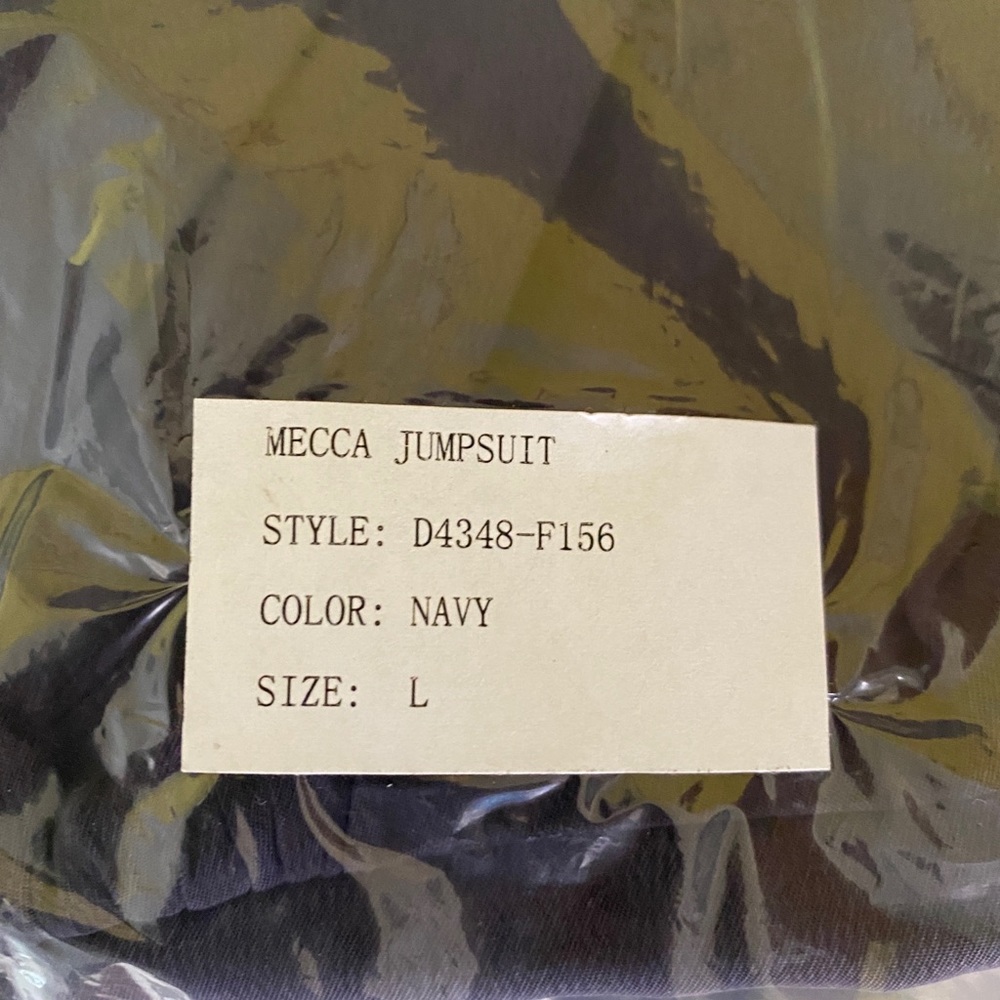 MECCA JUMPSUIT
STYLE: D4348-F156
COLOR: NAVY
SIZE: L